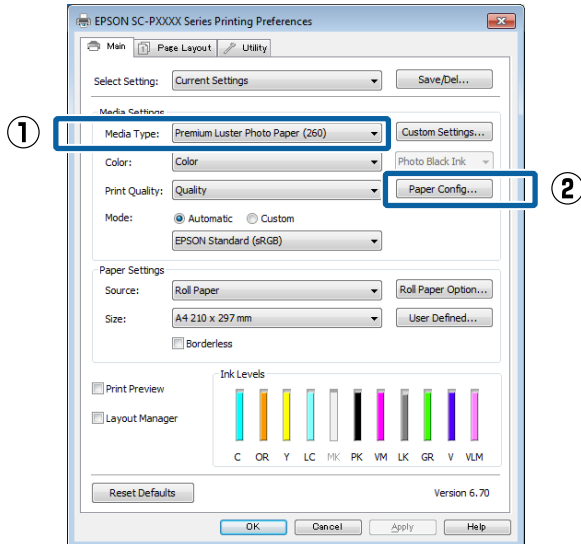 EPSON SC-PXXXX Series Printing Preferences
Main Page Layout Utility
Select Setting: Current Settings Save/Del...
Media Settings
① Media Type: Premium Luster Photo Paper (260) Custom Settings...
Color: Color Photo Black Ink
Print Quality: Quality Paper Config... ②
Mode: Automatic Custom
EPSON Standard (sRGB)
Paper Settings
Source: Roll Paper Roll Paper Option...
Size: A4 210 x 297 mm User Defined...
Borderless
Ink Levels
Print Preview
Layout Manager
C OR Y LC MK PK VM LK GR V VLM
Reset Defaults Version 6.70
OK Cancel Apply Help